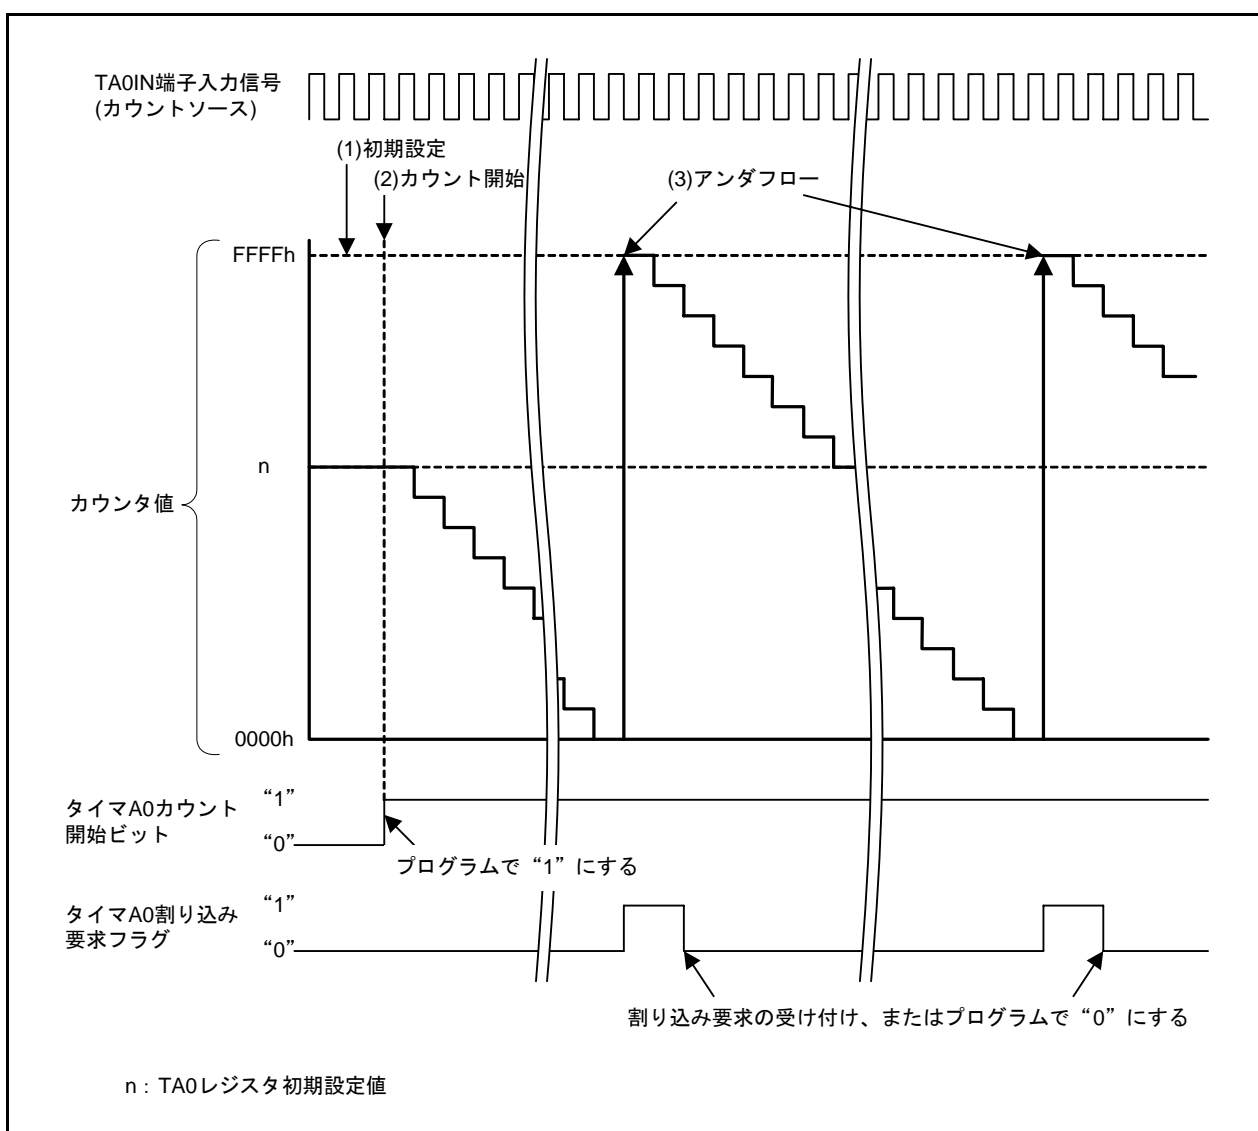 TA0IN端子入力信号
(カウントソース)
(1)初期設定
(2)カウント開始
(3)アンダフロー
FFFFh
n
カウンタ値
0000h
タイマA0カウント
開始ビット
“1”
“0”
プログラムで“1”にする
タイマA0割り込み
要求フラグ
“1”
“0”
割り込み要求の受け付け、またはプログラムで“0”にする
n : TA0レジスタ初期設定値